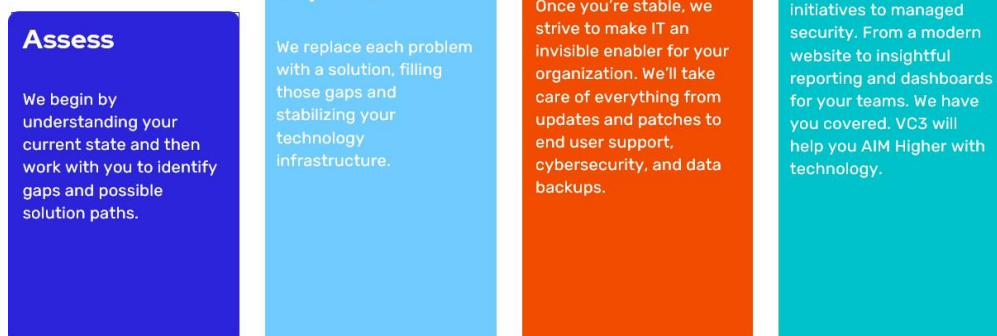 Assess
We begin by
understanding your
current state and then
work with you to identify
gaps and possible
solution paths.
We replace each problem
with a solution, filling
those gaps and
stabilizing your
technology
infrastructure.
Once you're stable, we
strive to make IT an
invisible enabler for your
organization. We'll take
care of everything from
updates and patches to
end user support,
cybersecurity, and data
backups.
initiatives to managed
security. From a modern
website to insightful
reporting and dashboards
for your teams. We have
you covered. VC3 will
help you AIM Higher with
technology.